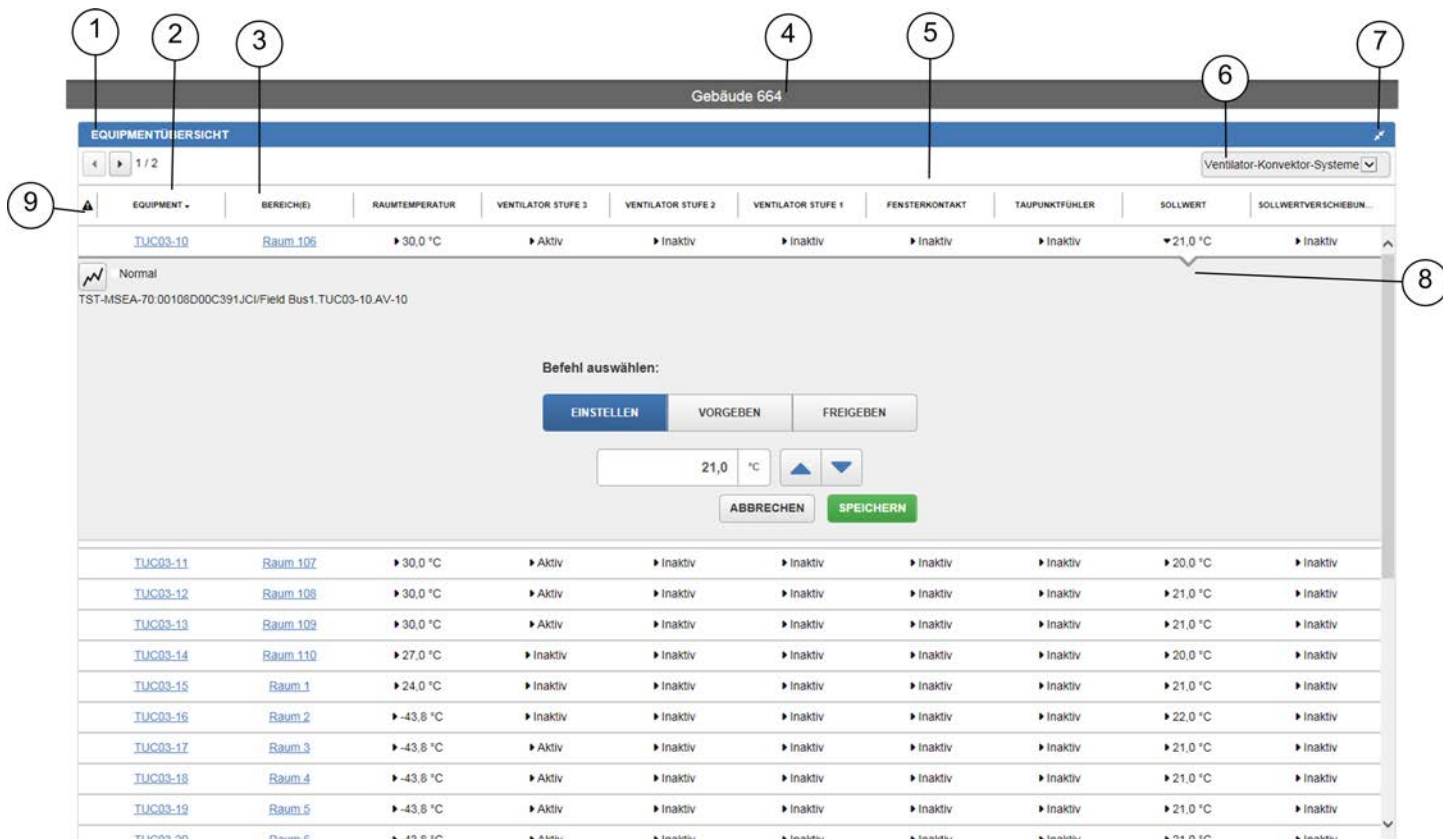 1 2 3 4 5 6 7
Gebäude 664
EQUIPMENTÜBERSICHT
1 / 2 Ventilator-Konvektor-Systeme
9 EQUIPMENT BEREICH(E) RAUMTEMPERATUR VENTILATOR STUFE 3 VENTILATOR STUFE 2 VENTILATOR STUFE 1 FENSTERKONTAKT TAUPUNKTFÜHLER SOLLWERT SOLLWERTVERSCHIEBUN...
TUC03-10 Raum 106 30,0 °C Aktiv Inaktiv Inaktiv Inaktiv Inaktiv 21,0 °C Inaktiv
8
Normal
TST-MSEA-70:00108D00C391JCI/Field Bus1.TUC03-10.AV-10
Befehl auswählen:
EINSTELLEN VORGEBEN FREIGEBEN
21,0 °C
ABBRECHEN SPEICHERN
TUC03-11 Raum 107 30,0 °C Aktiv Inaktiv Inaktiv Inaktiv Inaktiv 20,0 °C Inaktiv
TUC03-12 Raum 108 30,0 °C Aktiv Inaktiv Inaktiv Inaktiv Inaktiv 21,0 °C Inaktiv
TUC03-13 Raum 109 30,0 °C Aktiv Inaktiv Inaktiv Inaktiv Inaktiv 21,0 °C Inaktiv
TUC03-14 Raum 110 27,0 °C Inaktiv Inaktiv Inaktiv Inaktiv Inaktiv 20,0 °C Inaktiv
TUC03-15 Raum 1 24,0 °C Inaktiv Inaktiv Inaktiv Inaktiv Inaktiv 21,0 °C Inaktiv
TUC03-16 Raum 2 -43,8 °C Inaktiv Inaktiv Inaktiv Inaktiv Inaktiv 22,0 °C Inaktiv
TUC03-17 Raum 3 -43,8 °C Aktiv Inaktiv Inaktiv Inaktiv Inaktiv 21,0 °C Inaktiv
TUC03-18 Raum 4 -43,8 °C Aktiv Inaktiv Inaktiv Inaktiv Inaktiv 21,0 °C Inaktiv
TUC03-19 Raum 5 -43,8 °C Aktiv Inaktiv Inaktiv Inaktiv Inaktiv 21,0 °C Inaktiv